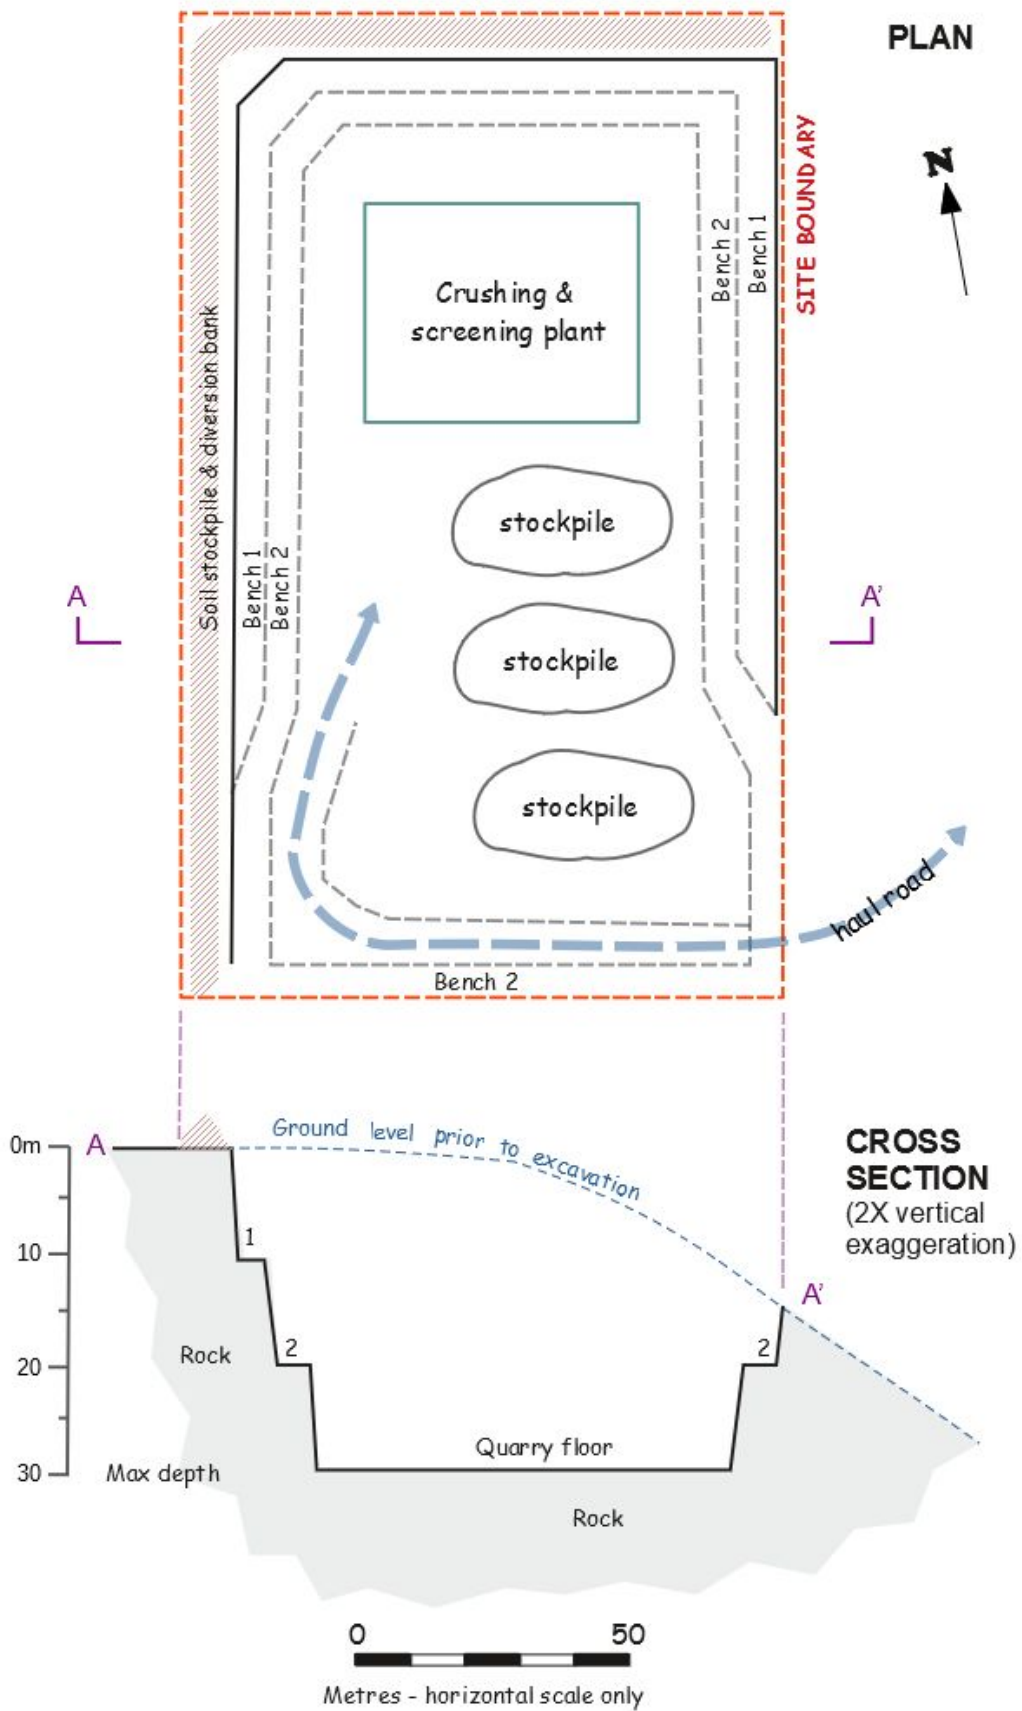 PLAN
N
SITE BOUNDARY
Soil stockpile & diversion bank
Bench 2
Bench 1
Crushing &
screening plant
stockpile
Bench 1
Bench 2
A
A'
stockpile
stockpile
haul road
Bench 2
Ground level prior to excavation
0m
A
CROSS
SECTION
(2X vertical
exaggeration)
1
10
A'
2
2
20
Rock
Quarry floor
30
Max depth
Rock
0 50
Metres - horizontal scale only